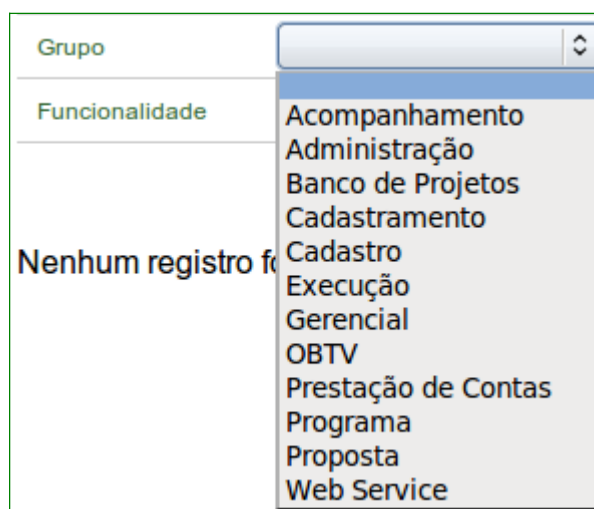 Grupo
Funcionalidade
Acompanhamento
Administração
Banco de Projetos
Cadastramento
Cadastro
Nenhum registro
Execução
Gerencial
OBTV
Prestação de Contas
Programa
Proposta
Web Service